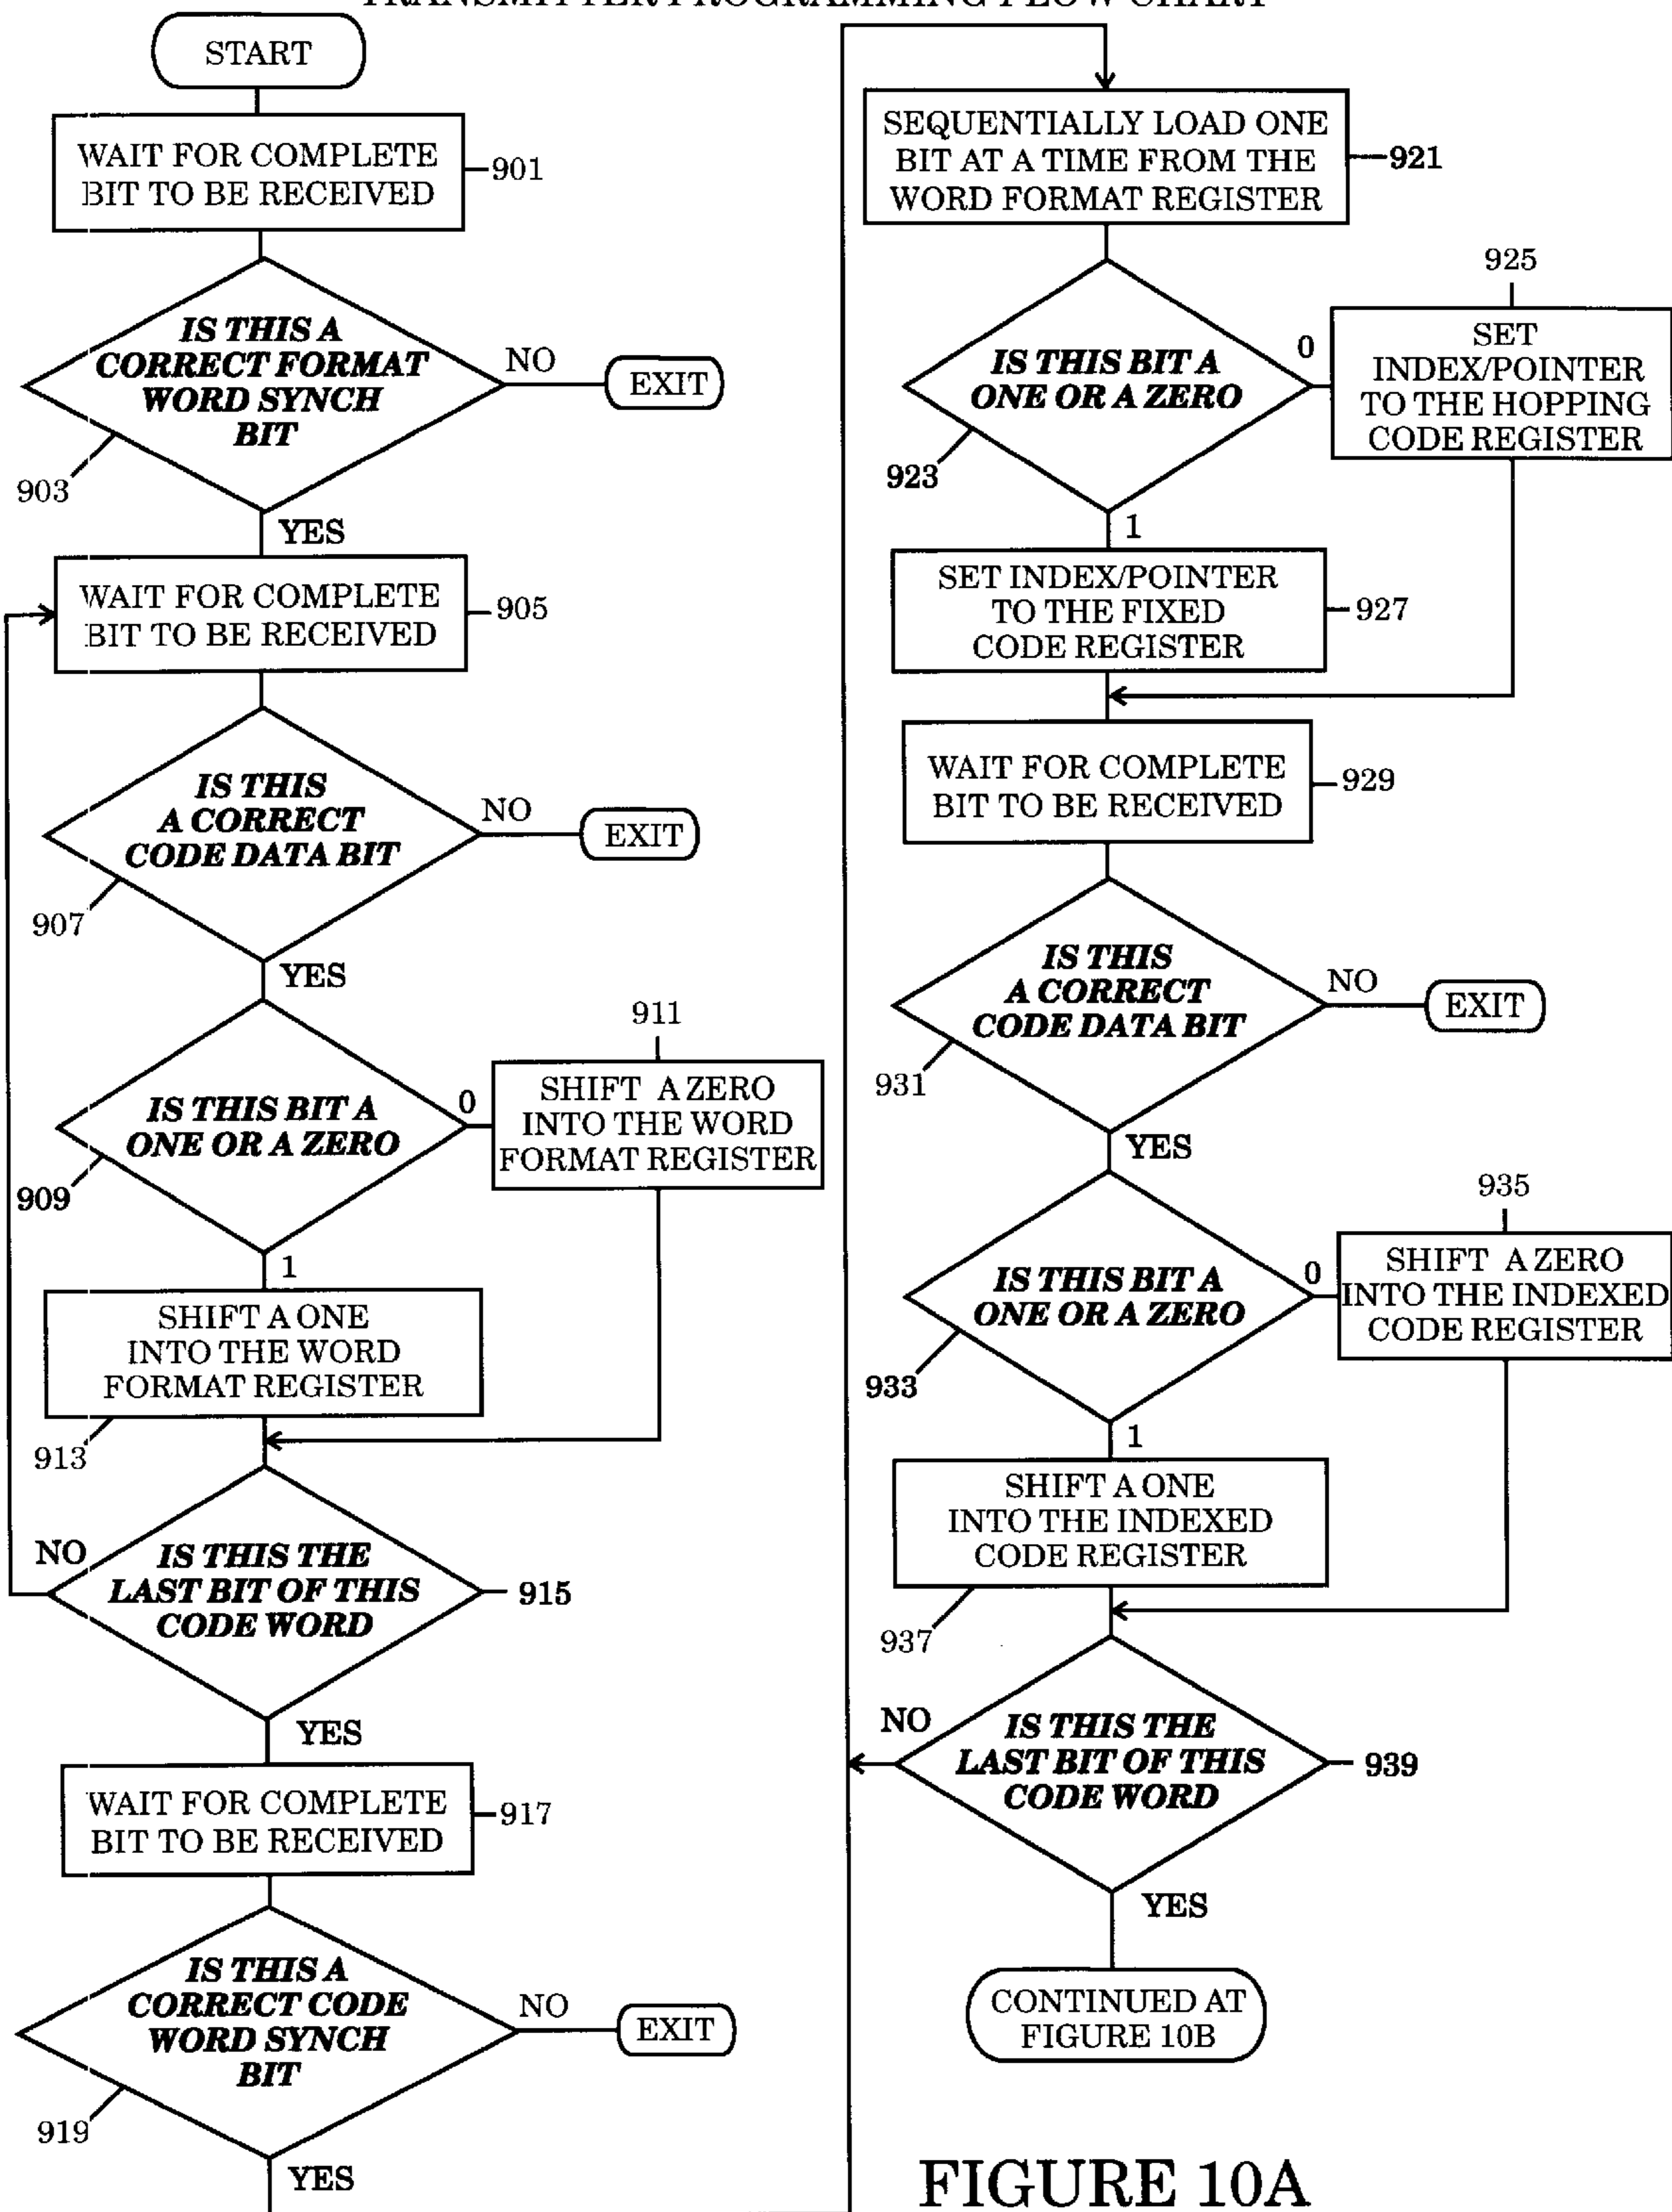 TRANSMITTER PROGRAMMING FLOW CHART
START
WAIT FOR COMPLETE
BIT TO BE RECEIVED
901
IS THIS A
CORRECT FORMAT
WORD SYNCH
BIT
NO
EXIT
903
YES
WAIT FOR COMPLETE
BIT TO BE RECEIVED
905
IS THIS
A CORRECT
CODE DATA BIT
NO
EXIT
907
YES
IS THIS BIT A
ONE OR A ZERO
0
911
SHIFT A ZERO
INTO THE WORD
FORMAT REGISTER
909
1
SHIFT A ONE
INTO THE WORD
FORMAT REGISTER
913
NO
IS THIS THE
LAST BIT OF THIS
CODE WORD
915
YES
WAIT FOR COMPLETE
BIT TO BE RECEIVED
917
IS THIS A
CORRECT CODE
WORD SYNCH
BIT
NO
EXIT
919
YES
SEQUENTIALLY LOAD ONE
BIT AT A TIME FROM THE
WORD FORMAT REGISTER
921
IS THIS BIT A
ONE OR A ZERO
0
925
SET
INDEX/POINTER
TO THE HOPPING
CODE REGISTER
923
1
SET INDEX/POINTER
TO THE FIXED
CODE REGISTER
927
WAIT FOR COMPLETE
BIT TO BE RECEIVED
929
IS THIS
A CORRECT
CODE DATA BIT
NO
EXIT
931
YES
IS THIS BIT A
ONE OR A ZERO
0
935
SHIFT A ZERO
INTO THE INDEXED
CODE REGISTER
933
1
SHIFT A ONE
INTO THE INDEXED
CODE REGISTER
937
NO
IS THIS THE
LAST BIT OF THIS
CODE WORD
939
YES
CONTINUED AT
FIGURE 10B
FIGURE 10A